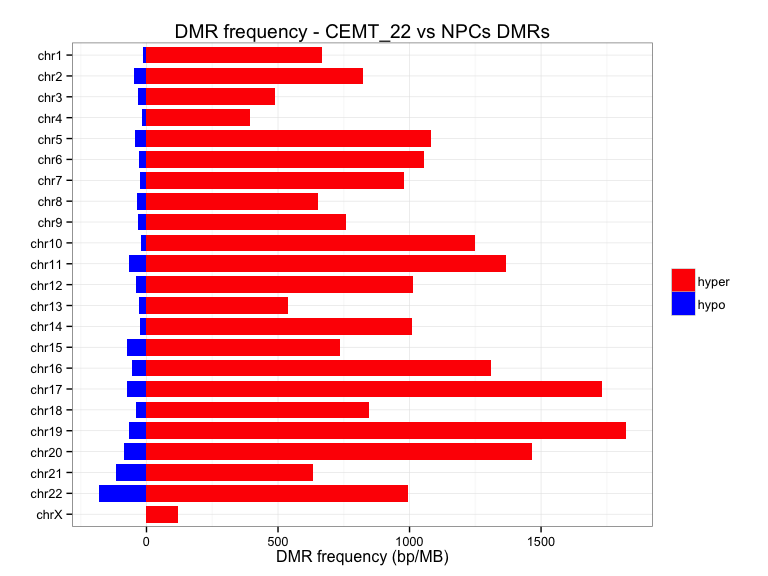 DMR frequency - CEMT_22 vs NPCs DMRs
chr1
chr2
chr3
chr4
chr5
chr6
chr7
chr8
chr9
chr10
chr11
chr12
chr13
chr14
chr15
chr16
chr17
chr18
chr19
chr20
chr21
chr22
chrX
hyper
hypo
0 500 1000 1500
DMR frequency (bp/MB)